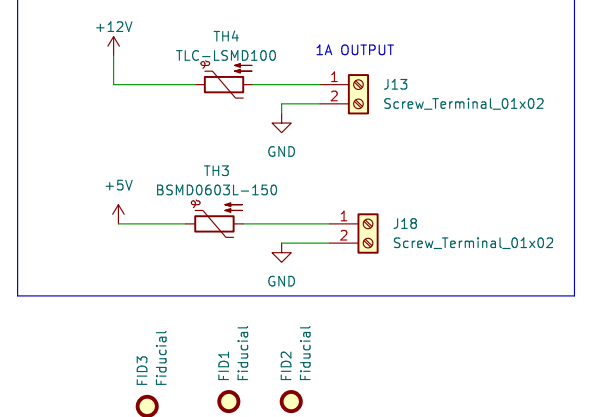 +12V
TH4
TLC-LSMD100
1A OUTPUT
1
J13
2
Screw_Terminal_01x02
GND
TH3
BSMD0603L-150
+5V
1
J18
2
Screw_Terminal_01x02
GND
FID3
Fiducial
FID1
Fiducial
FID2
Fiducial